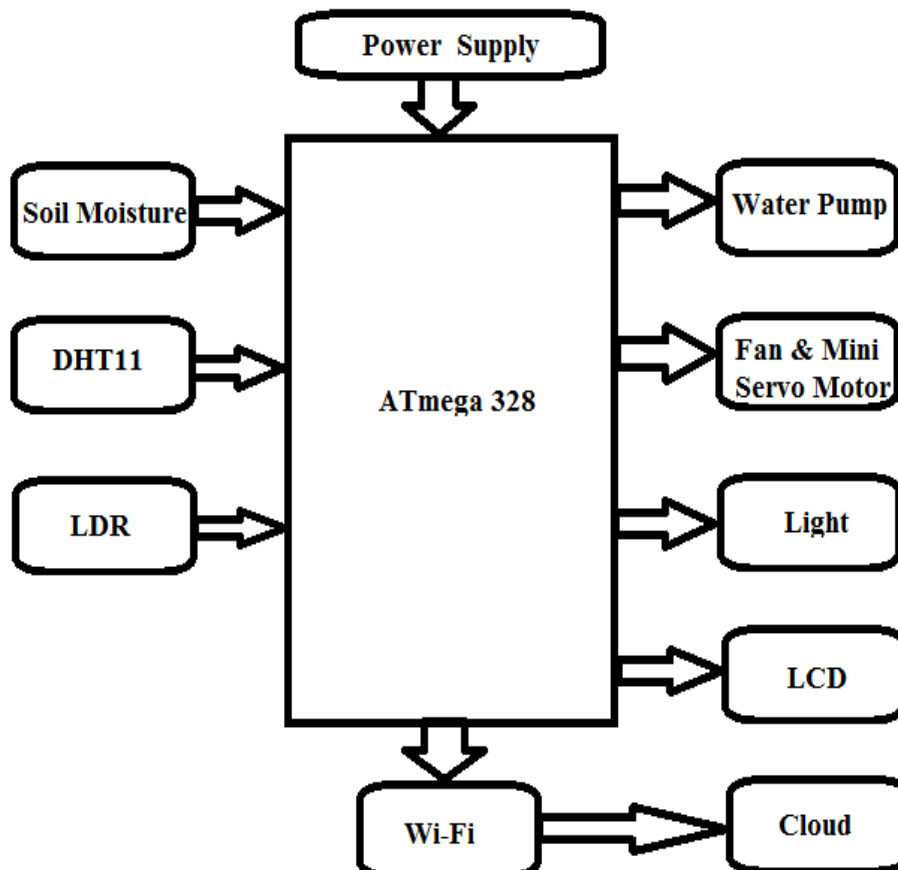 Power Supply
Soil Moisture
Water Pump
DHT11
Fan & Mini
Servo Motor
ATmega 328
LDR
Light
LCD
Wi-Fi
Cloud